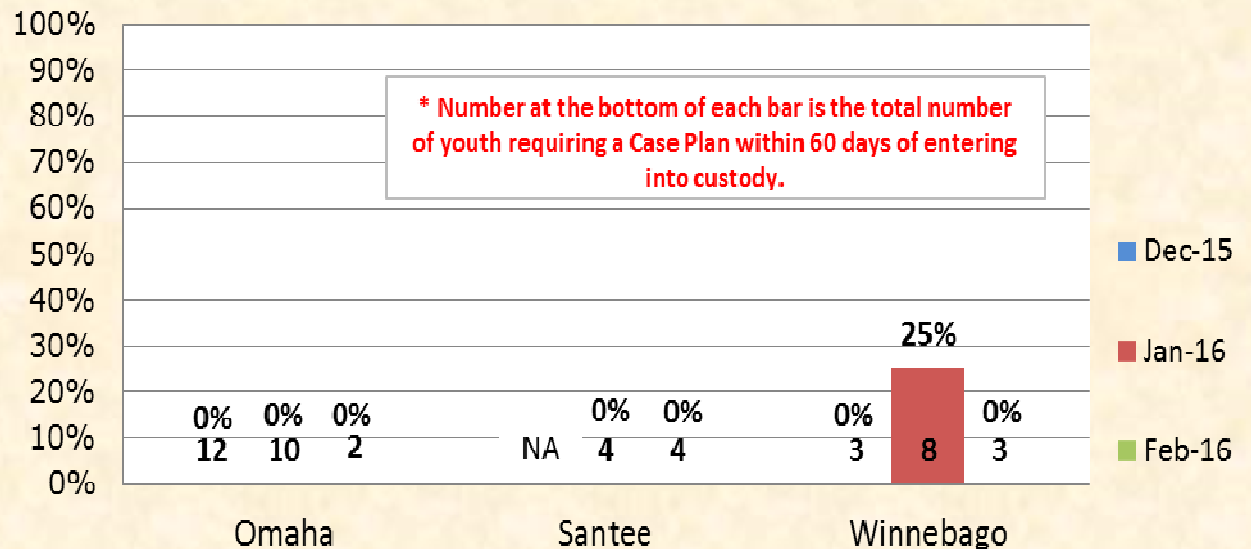 100%
90%
80%
70%
60%
50%
40%
30%
20%
10%
0%
* Number at the bottom of each bar is the total number
of youth requiring a Case Plan within 60 days of entering
into custody.
0% 0% 0% 0% 0% 0% 25% 0%
12 10 2 NA 4 4 3 8 3
Omaha Santee Winnebago
Dec-15
Jan-16
Feb-16